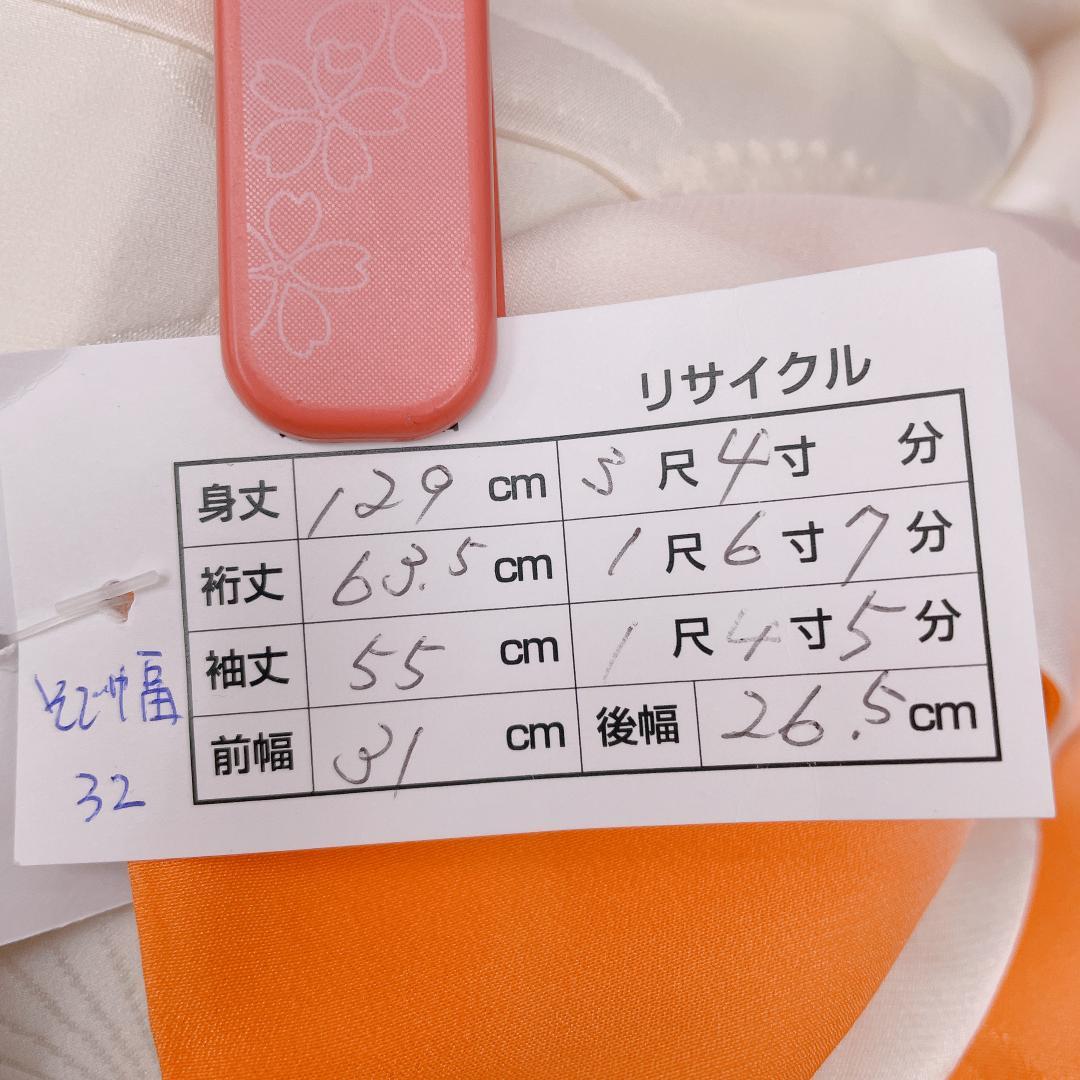 リサイクル
身丈 129 cm 3尺4寸 分
裄丈 63.5 cm 1尺6寸7分
袖丈 55 cm 1尺4寸5分
前幅 31 cm 後幅 26.5 cm
そで巾幅
32